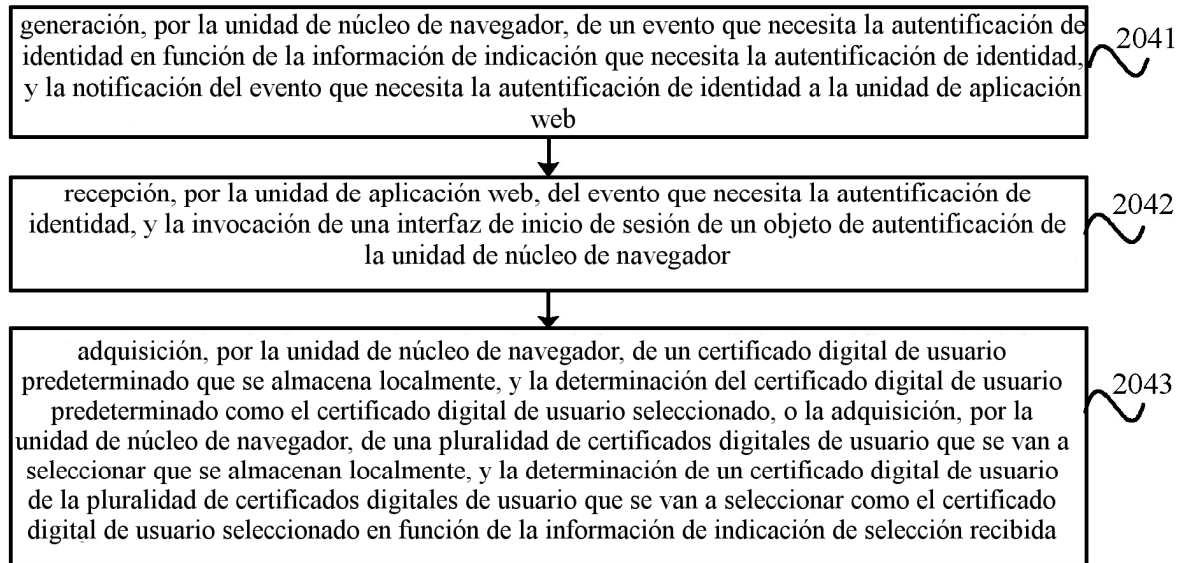 generación, por la unidad de núcleo de navegador, de un evento que necesita la autentificación de
identidad en función de la información de indicación que necesita la autentificación de identidad,
y la notificación del evento que necesita la autentificación de identidad a la unidad de aplicación
web
2041
recepción, por la unidad de aplicación web, del evento que necesita la autentificación de
identidad, y la invocación de una interfaz de inicio de sesión de un objeto de autentificación de
la unidad de núcleo de navegador
2042
adquisición, por la unidad de núcleo de navegador, de un certificado digital de usuario
predeterminado que se almacena localmente, y la determinación del certificado digital de usuario
predeterminado como el certificado digital de usuario seleccionado, o la adquisición, por la
unidad de núcleo de navegador, de una pluralidad de certificados digitales de usuario que se van a
seleccionar que se almacenan localmente, y la determinación de un certificado digital de usuario
de la pluralidad de certificados digitales de usuario que se van a seleccionar como el certificado
digital de usuario seleccionado en función de la información de indicación de selección recibida
2043